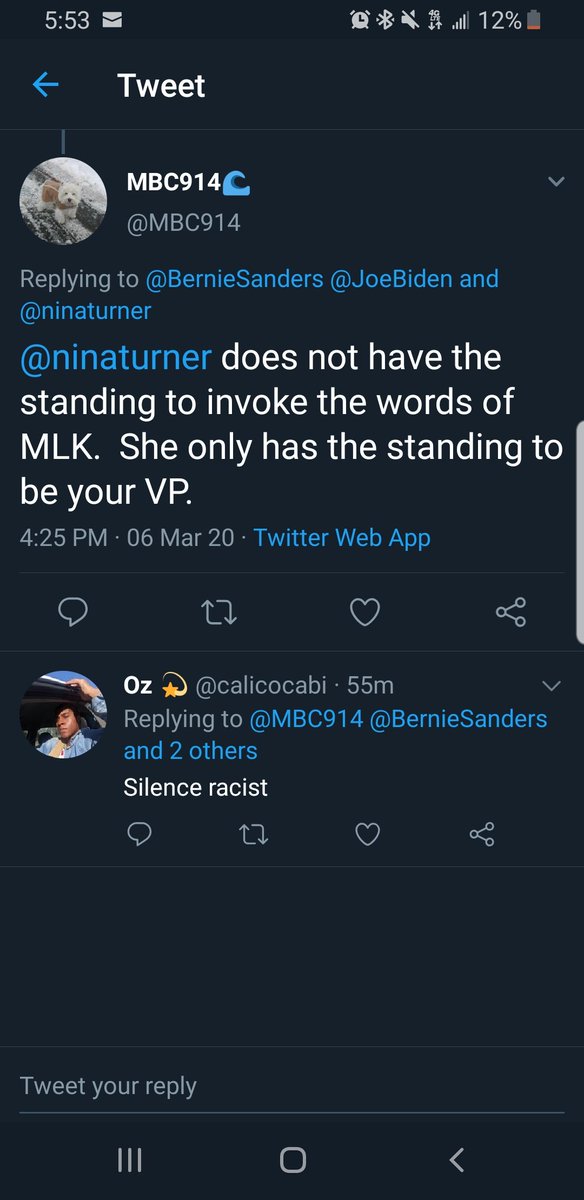 5:53
4G
LTE
12%
Tweet
MBC914🌊
@MBC914
Replying to @BernieSanders @JoeBiden and
@ninaturner
@ninaturner does not have the
standing to invoke the words of
MLK.  She only has the standing to
be your VP.
4:25 PM · 06 Mar 20 · Twitter Web App
Oz 💫 @calicocabi · 55m
Replying to @MBC914 @BernieSanders
and 2 others
Silence racist
Tweet your reply